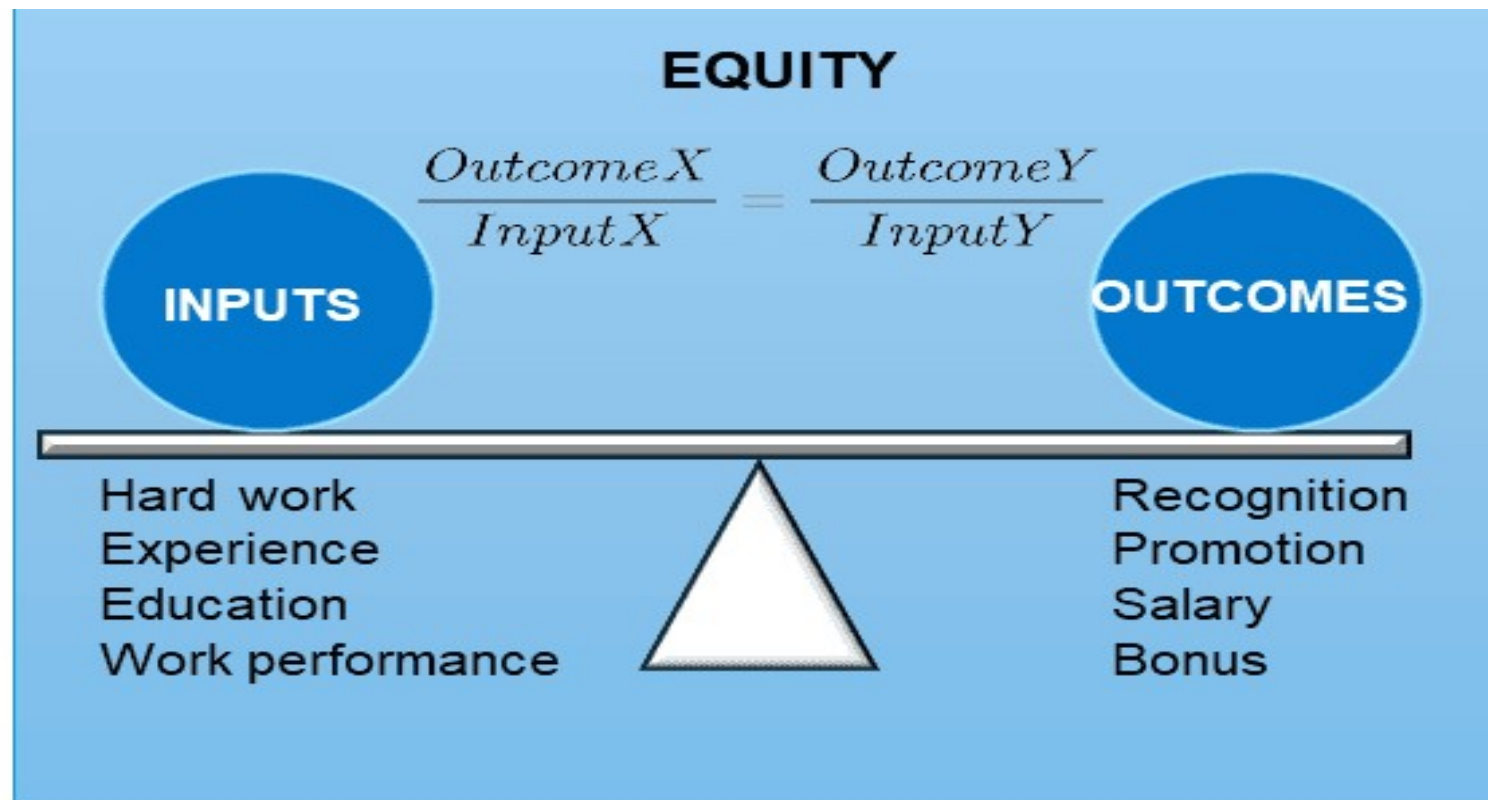 EQUITY
OutcomeX / InputX = OutcomeY / InputY
INPUTS
OUTCOMES
Hard work
Experience
Education
Work performance
Recognition
Promotion
Salary
Bonus